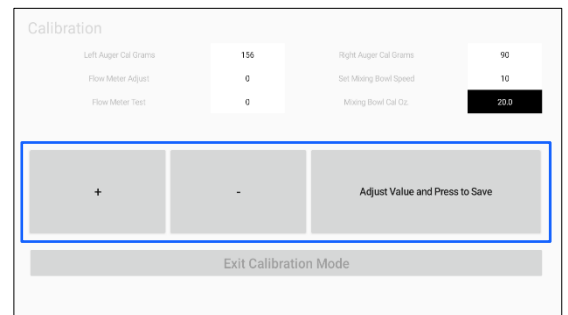 Calibration
Left Auger Cal Grams 156 Right Auger Cal Grams 90
Flow Meter Adjust 0 Set Mixing Bowl Speed 10
Flow Meter Test 0 Mixing Bowl Cal Oz 20.0
+ - Adjust Value and Press to Save
Exit Calibration Mode